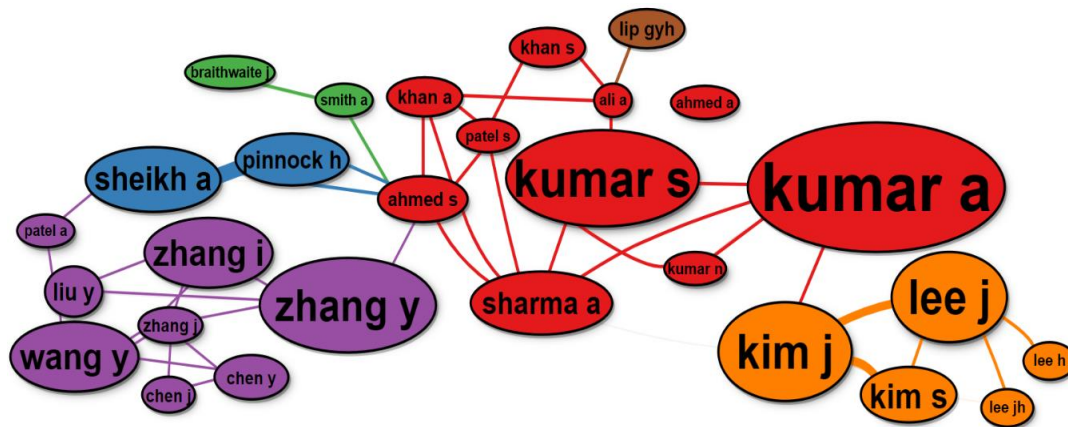 lip gyh
khan s
braithwaite j
smith a
khan a
ali a
ahmed a
patel s
pinnock h
sheikh a
kumar s
kumar a
ahmed s
patel a
zhang i
kumar n
liu y
zhang y
sharma a
lee j
zhang j
wang y
kim j
lee h
chen y
chen j
kim s
lee jh